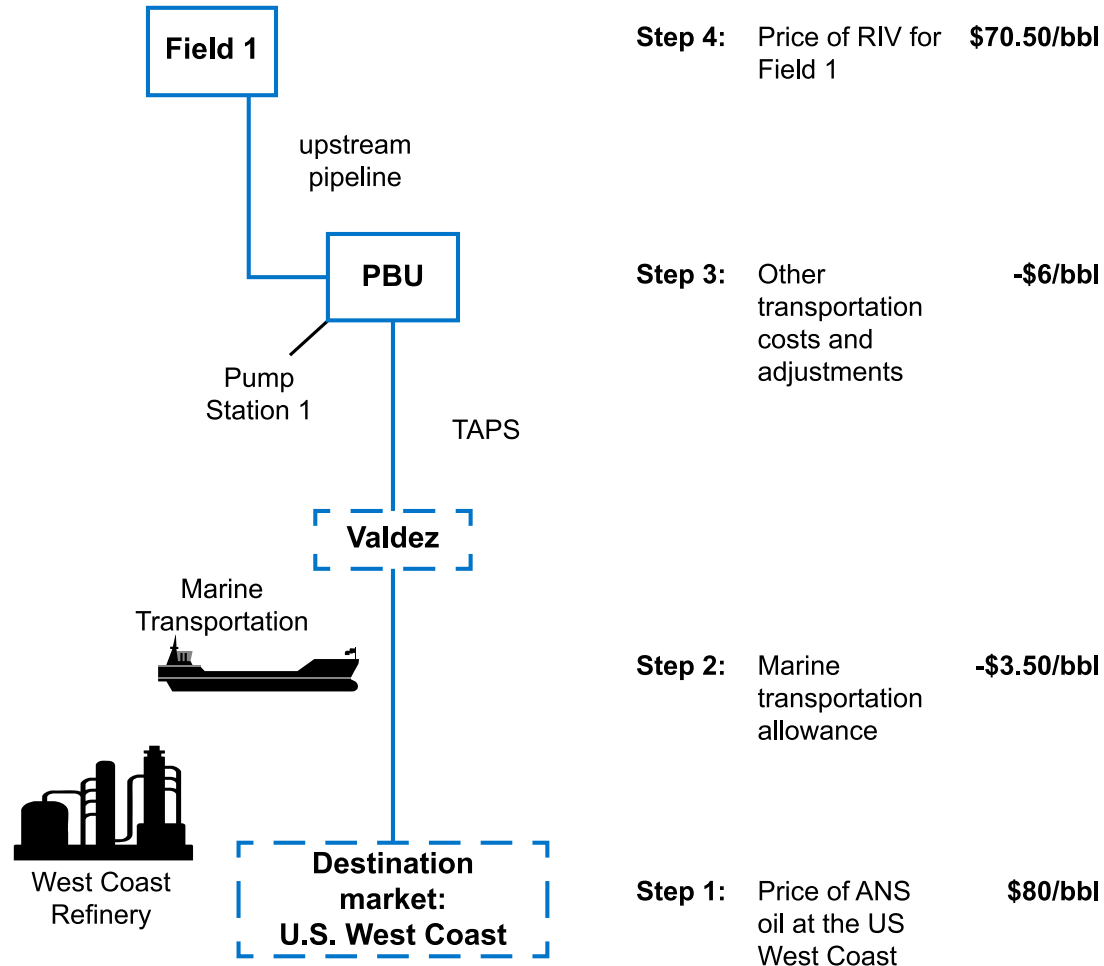 Field 1
upstream
pipeline
PBU
Pump
Station 1
TAPS
Valdez
Marine
Transportation
West Coast
Refinery
Destination
market:
U.S. West Coast
Step 4: Price of RIV for $70.50/bbl
Field 1
Step 3: Other -$6/bbl
transportation
costs and
adjustments
Step 2: Marine -$3.50/bbl
transportation
allowance
Step 1: Price of ANS $80/bbl
oil at the US
West Coast